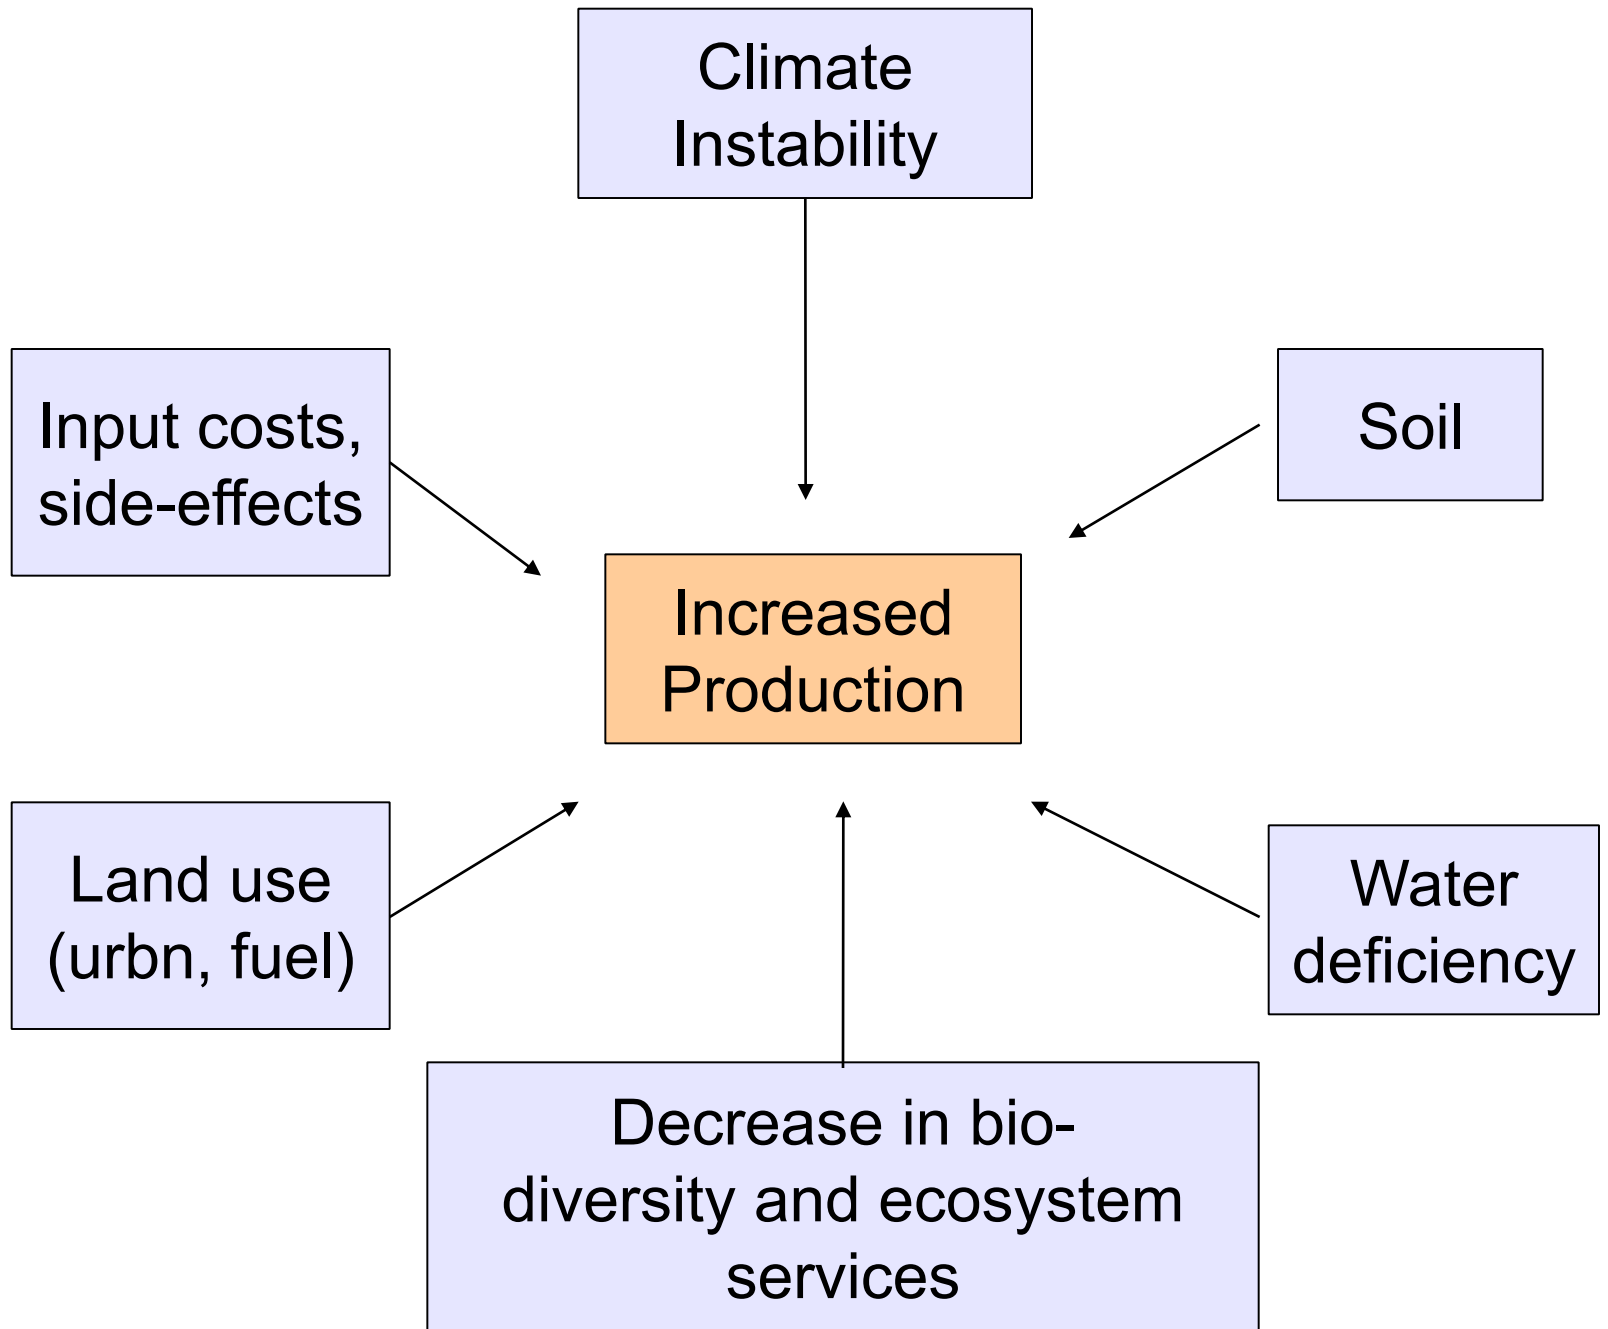 Climate
Instability
Input costs,
side-effects
Soil
Increased
Production
Land use
(urbn, fuel)
Water
deficiency
Decrease in bio-
diversity and ecosystem
services